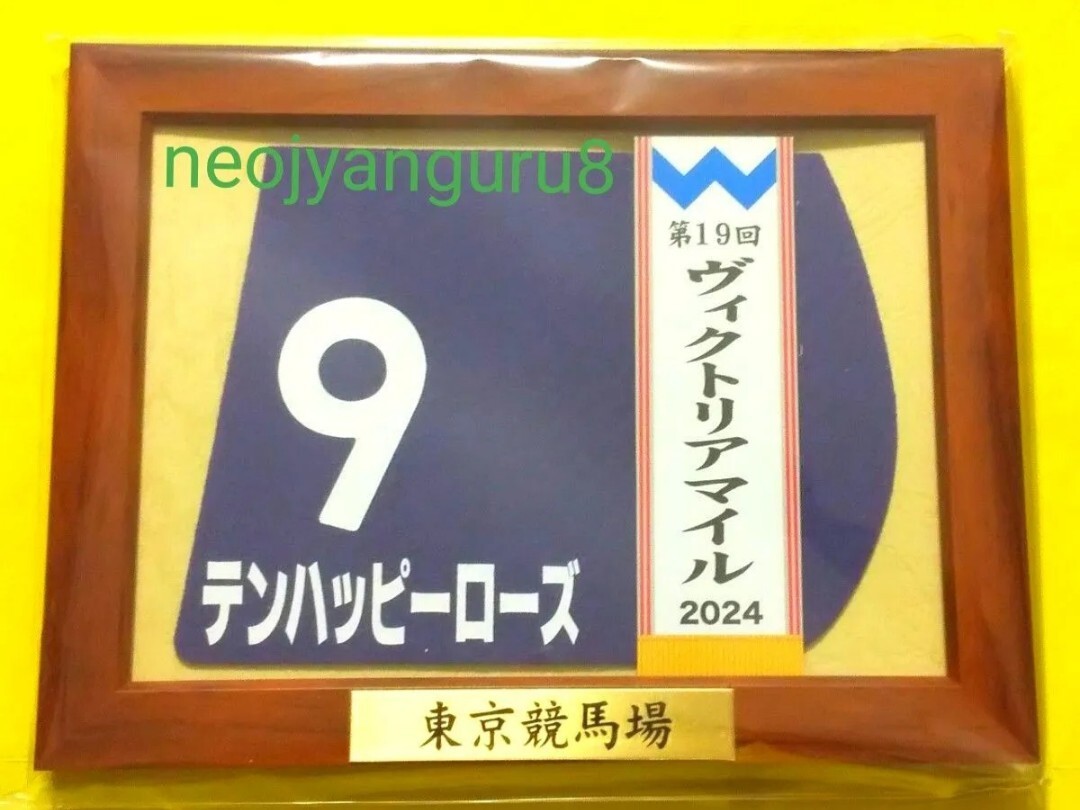 neojyanguru8
第19回
ヴィクトリアマイル
2024
9
テンハッピーローズ
東京競馬場